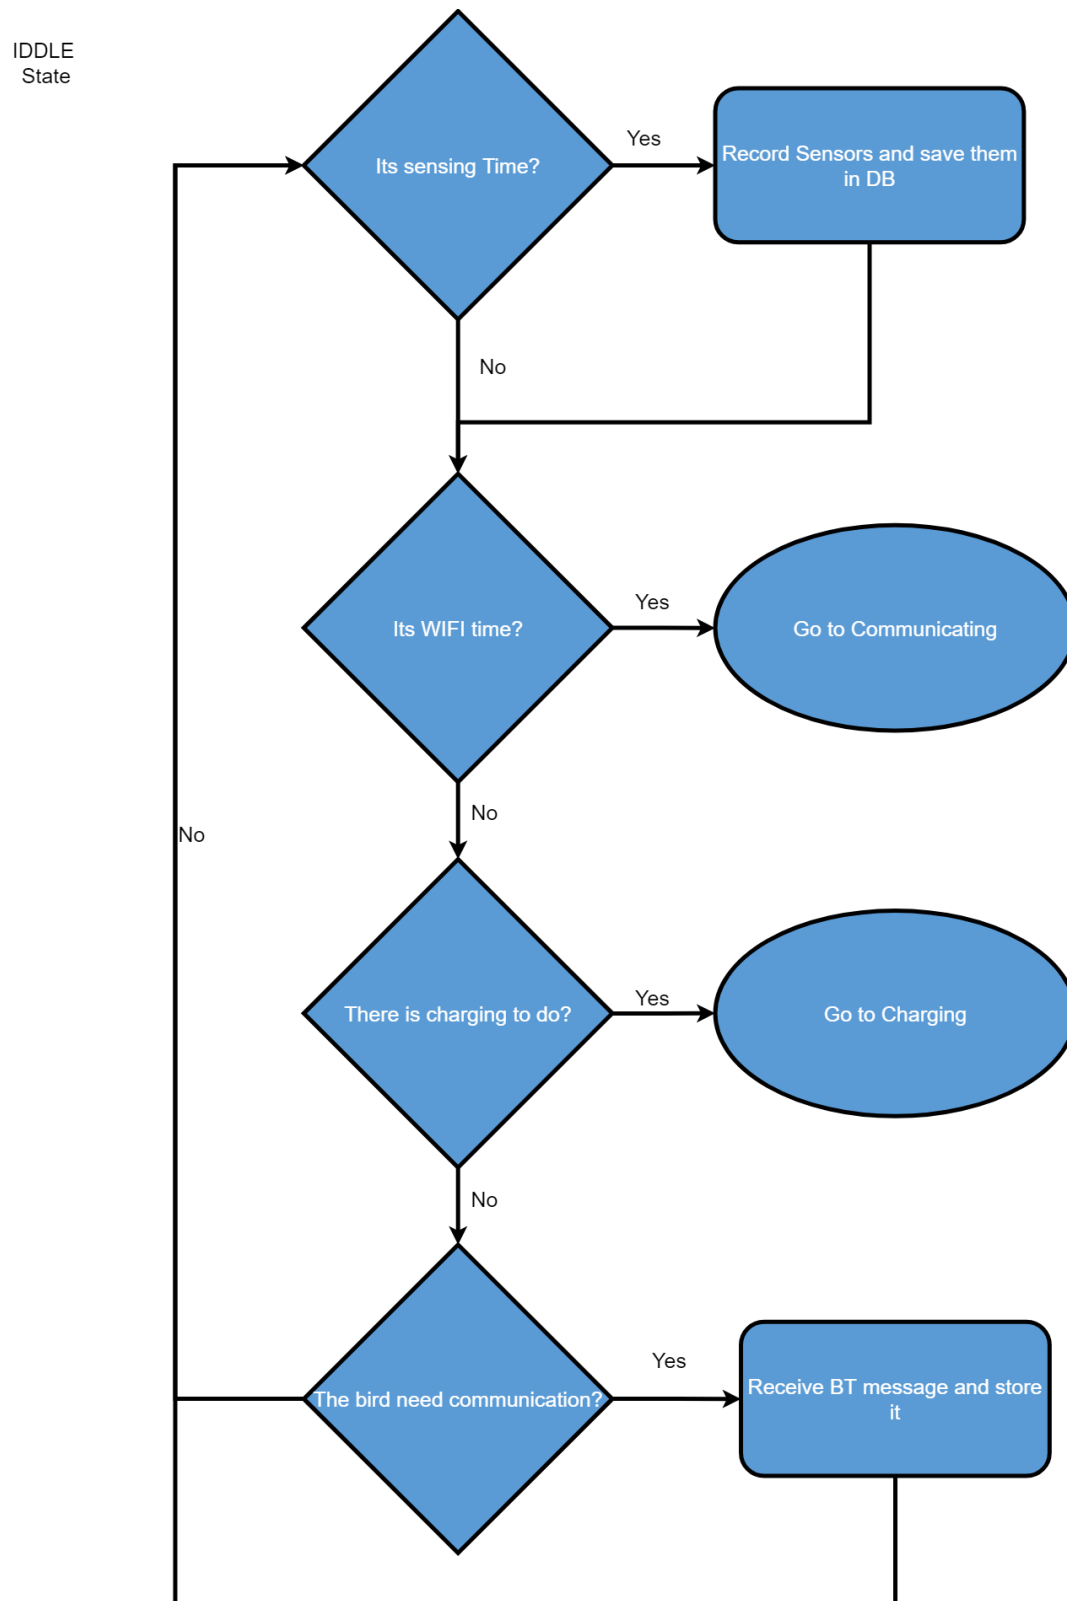 IDDLE
State
Its sensing Time?
Yes
Record Sensors and save them
in DB
No
Its WIFI time?
Yes
Go to Communicating
No
No
There is charging to do?
Yes
Go to Charging
No
The bird need communication?
Yes
Receive BT message and store
it